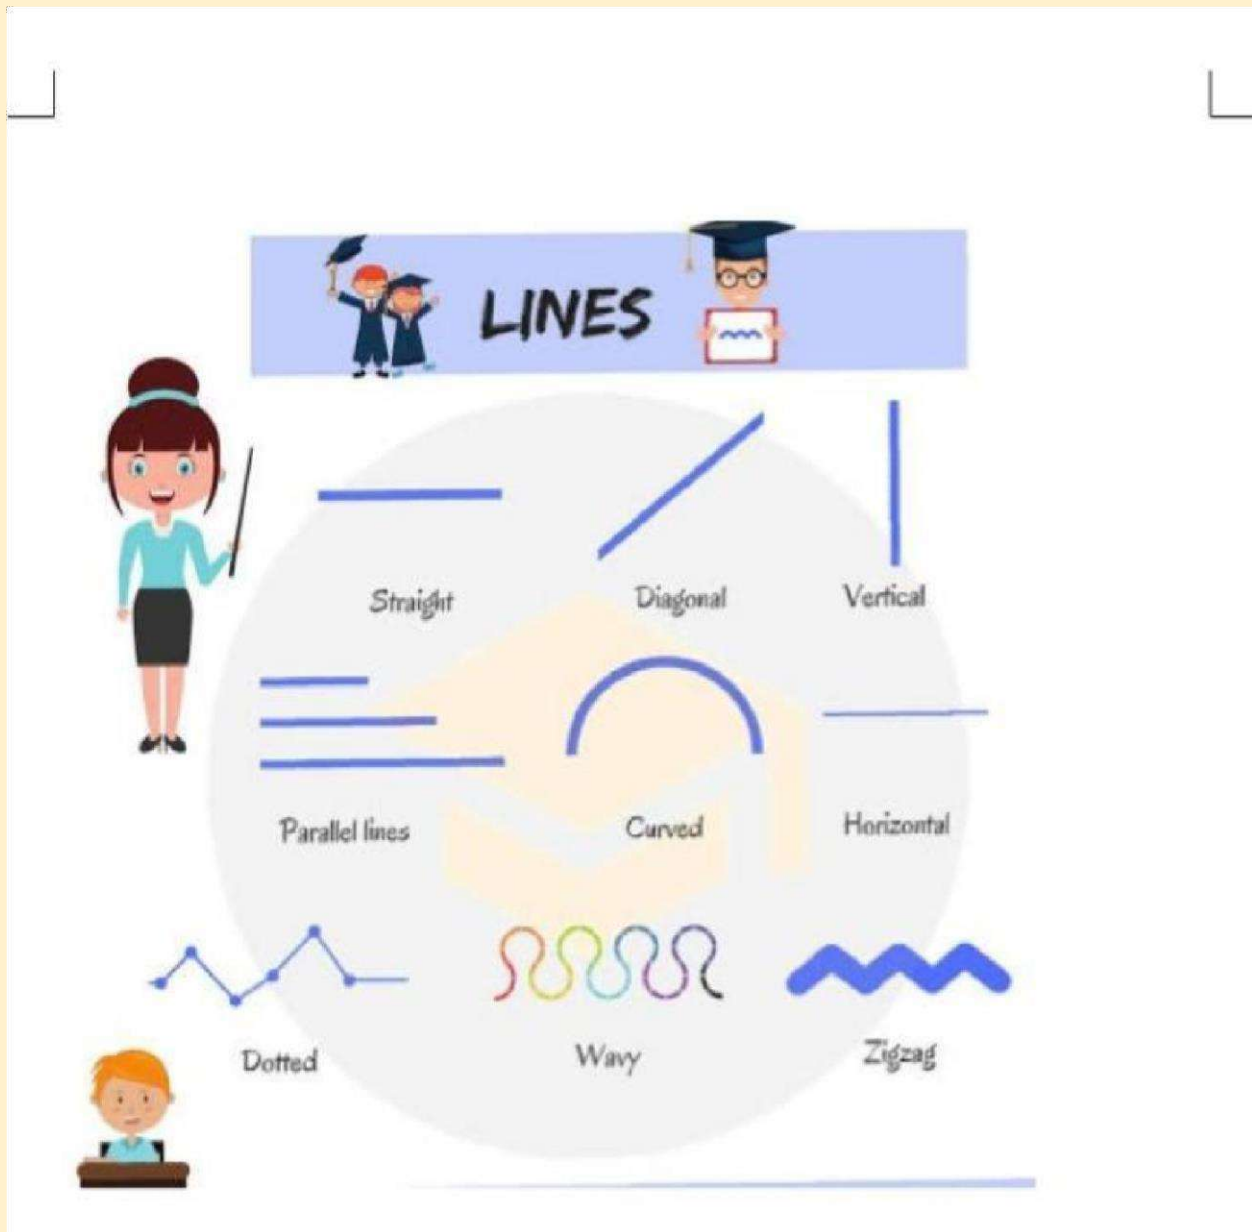 LINES
Straight
Diagonal
Vertical
Parallel lines
Curved
Horizontal
Dotted
Wavy
Zigzag